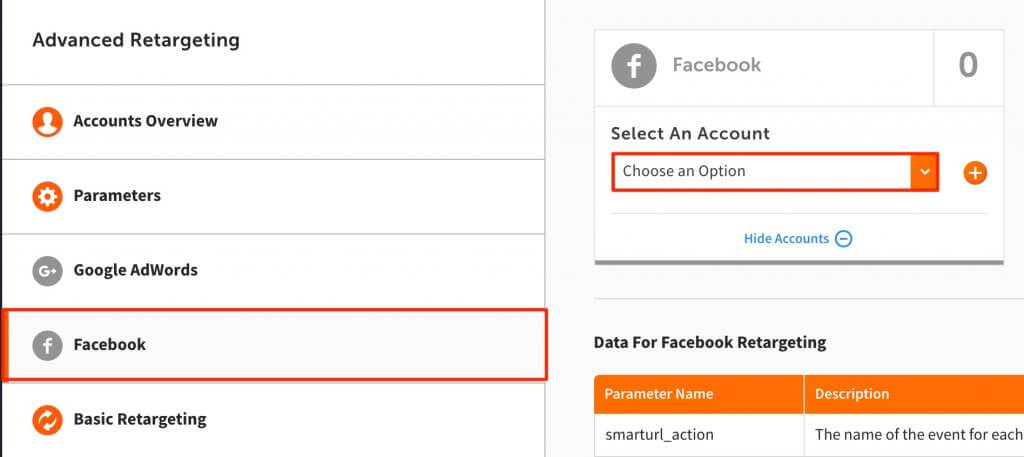 Advanced Retargeting
Accounts Overview
Parameters
G+ Google AdWords
f Facebook
Basic Retargeting
f Facebook 0
Select An Account
Choose an Option
Hide Accounts
Data For Facebook Retargeting
Parameter Name Description
smarturl_action The name of the event for each